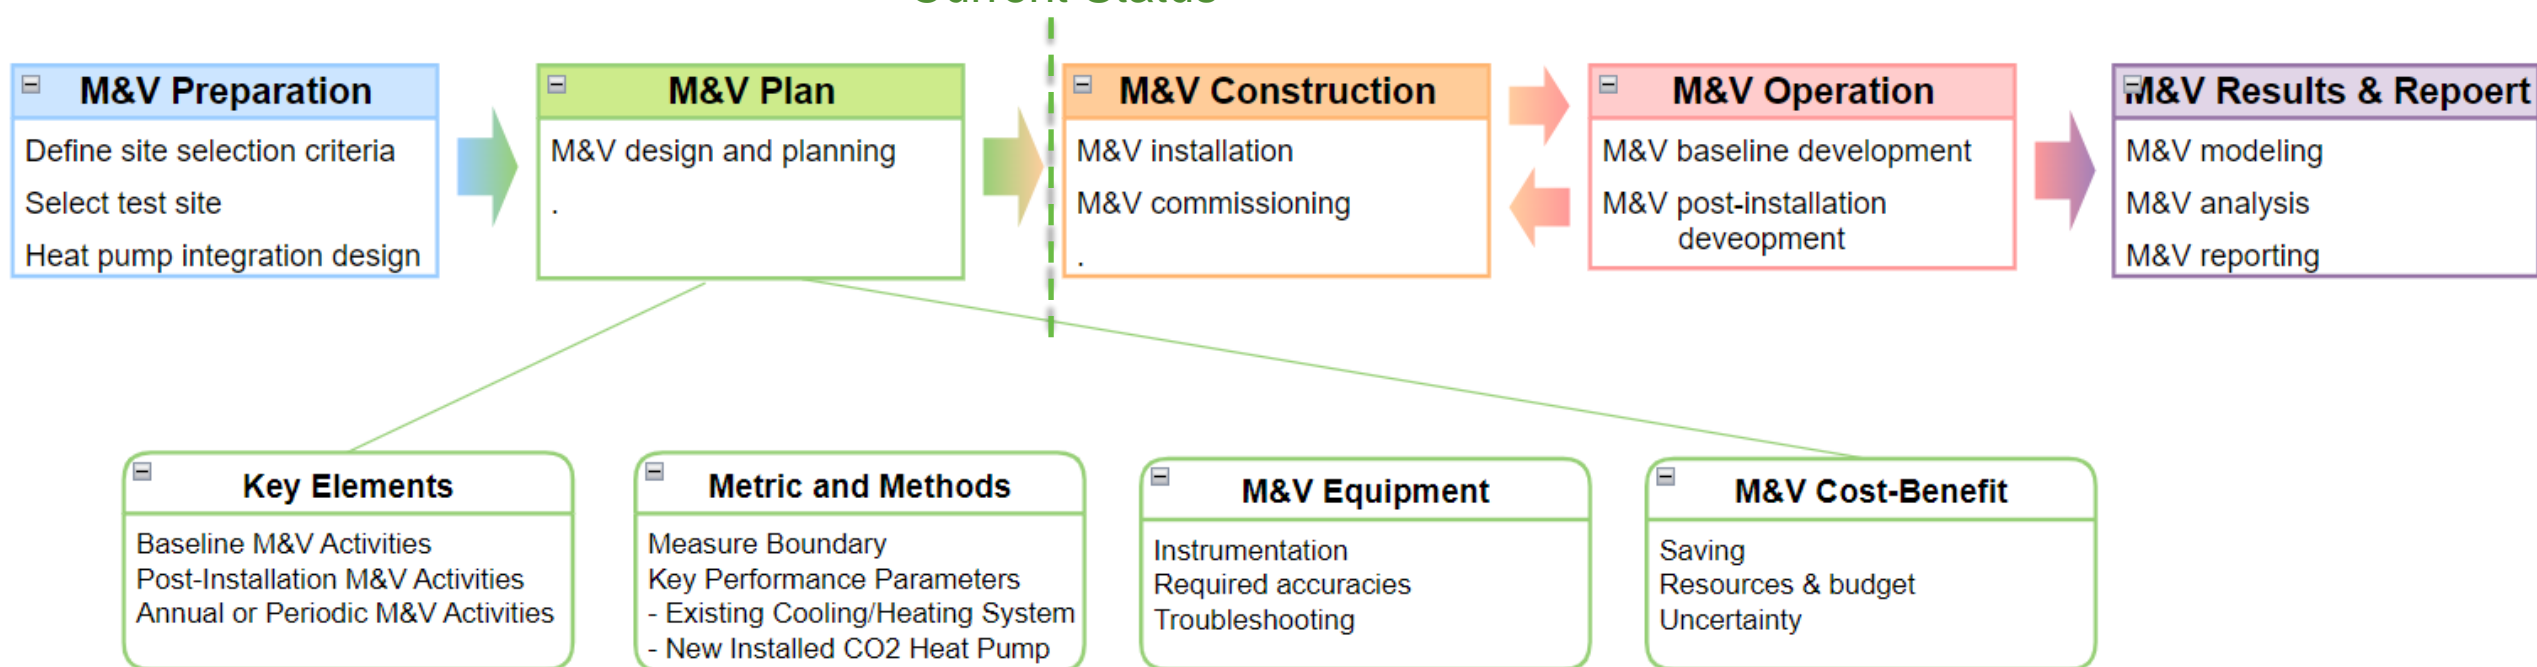 Current Status
M&V Preparation
Define site selection criteria
Select test site
Heat pump integration design
M&V Plan
M&V design and planning
.
M&V Construction
M&V installation
M&V commissioning
.
M&V Operation
M&V baseline development
M&V post-installation
deveopment
M&V Results & Repoert
M&V modeling
M&V analysis
M&V reporting
Key Elements
Baseline M&V Activities
Post-Installation M&V Activities
Annual or Periodic M&V Activities
Metric and Methods
Measure Boundary
Key Performance Parameters
- Existing Cooling/Heating System
- New Installed CO2 Heat Pump
M&V Equipment
Instrumentation
Required accuracies
Troubleshooting
M&V Cost-Benefit
Saving
Resources & budget
Uncertainty